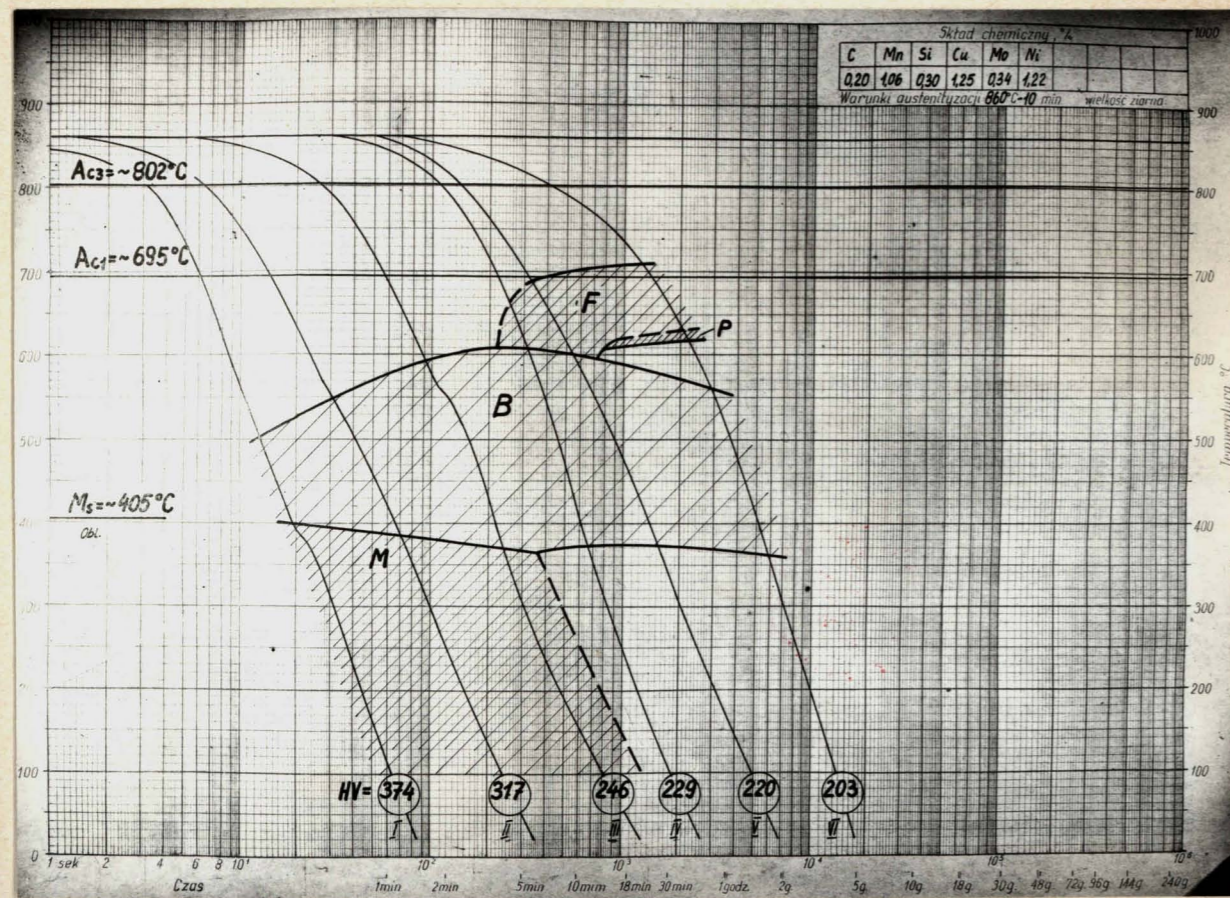 Skład chemiczny, %
C Mn Si Cu Mo Ni
0,20 1,06 0,30 1,25 0,34 1,22
Warunki austenityzacji 860°C-10 min wielkość ziarna
1000
900 900
Ac3=~802°C
800 800
Ac1=~695°C
700 700
F
P
600 600
B
500 500
Ms=~405°C
400 400
Obl.
M
300 300
200 200
100 100
HV= 374 317 246 229 220 203
I II III IV V VI
0
1 sek 2 4 6 8 10¹ 10² 10³ 10⁴ 10⁵ 10⁶
Czas 1min 2min 5min 10min 18min 30min 1godz. 2g 5g 10g 18g 30g 48g 72g 96g 144g 240g